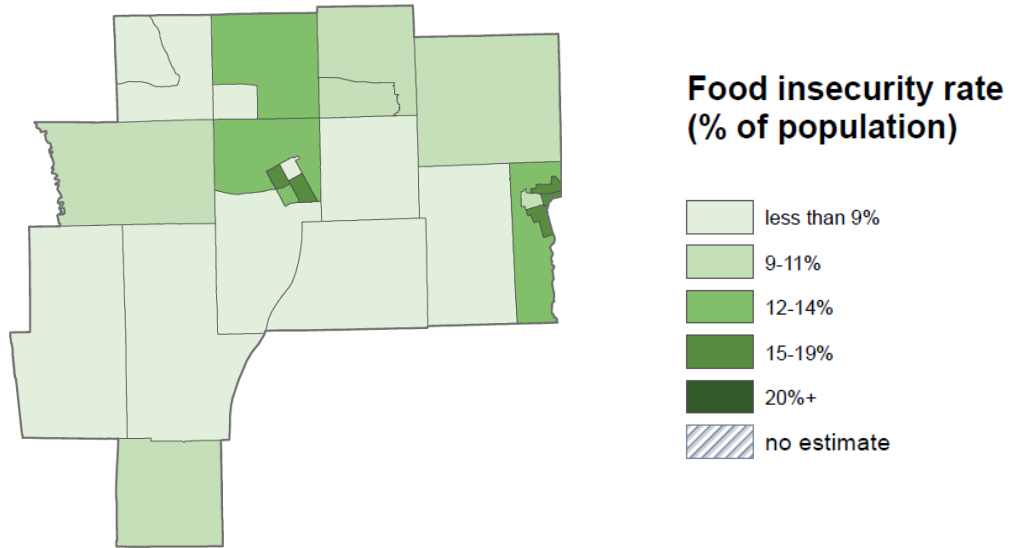 Food insecurity rate
(% of population)
less than 9%
9-11%
12-14%
15-19%
20%+
no estimate